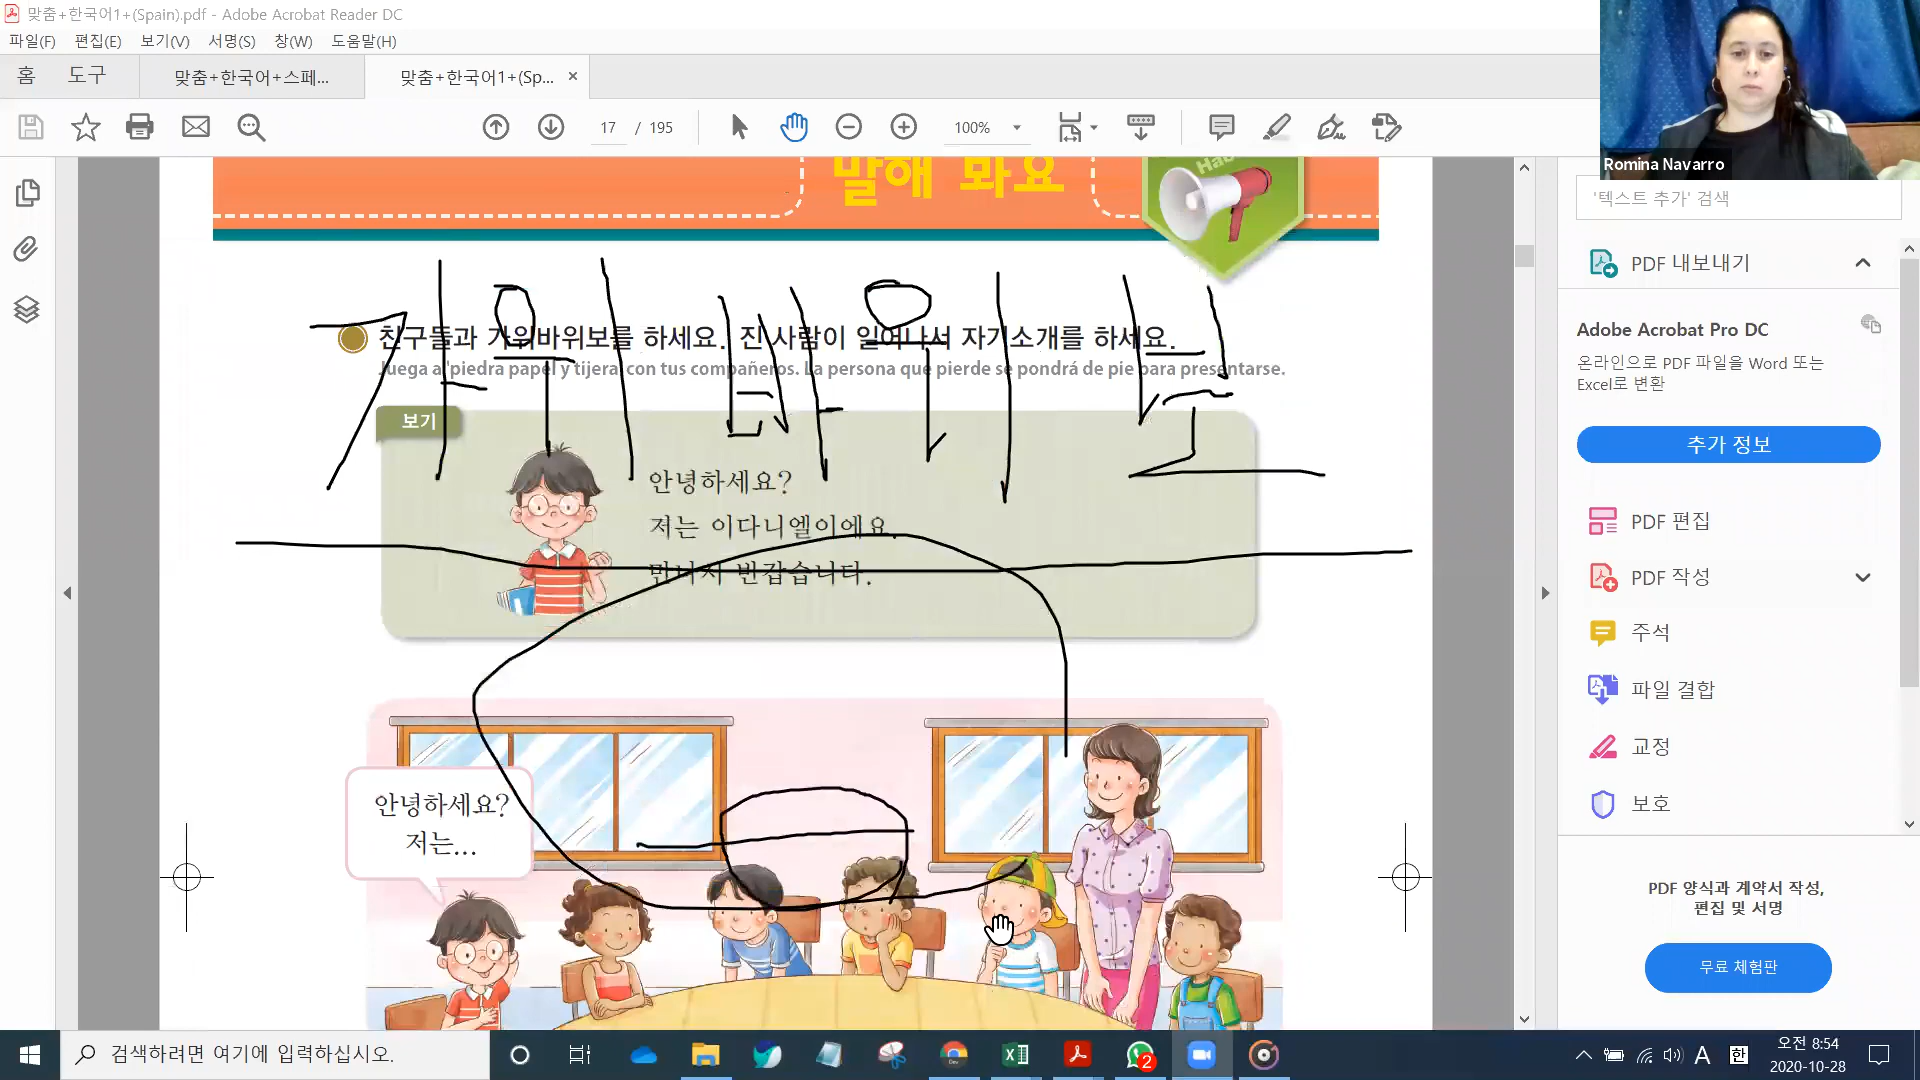 맞춤+한국어1+(Spain).pdf - Adobe Acrobat Reader DC
파일(F) 편집(E) 보기(V) 서명(S) 창(W) 도움말(H)
홈 도구 맞춤+한국어+스페... 맞춤+한국어1+(Sp... ×
17 / 195 100%
Romina Navarro
'텍스트 추가' 검색
말해 봐요
PDF 내보내기
Adobe Acrobat Pro DC
온라인으로 PDF 파일을 Word 또는
Excel로 변환
추가 정보
PDF 편집
PDF 작성
주석
파일 결합
교정
보호
PDF 양식과 계약서 작성,
편집 및 서명
무료 체험판
가위바위보
친구들과 가위바위보를 하세요. 진 사람이 일어나서 자기소개를 하세요.
Juega al 'piedra papel y tijera' con tus compañeros. La persona que pierde se pondrá de pie para presentarse.
보기
안녕하세요?
저는 이다니엘이에요.
만나서 반갑습니다.
안녕하세요?
저는...
검색하려면 여기에 입력하십시오.
2
A 한
오전 8:54
2020-10-28